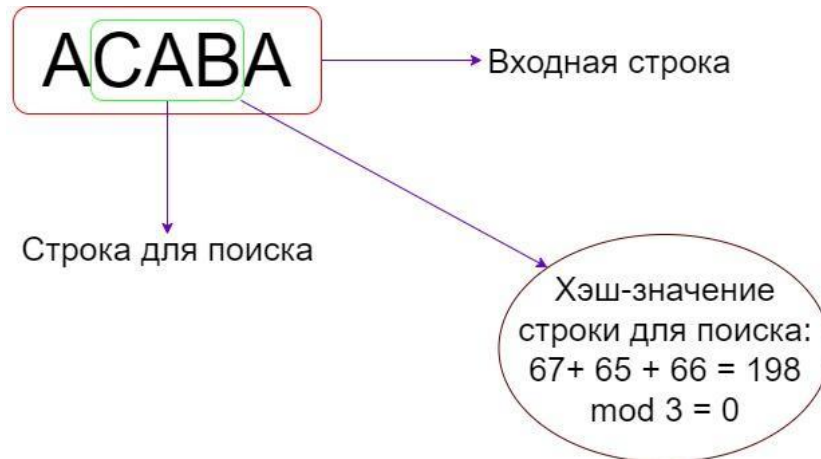 ACABA
Входная строка
Строка для поиска
Хэш-значение
строки для поиска:
67+ 65 + 66 = 198
mod 3 = 0